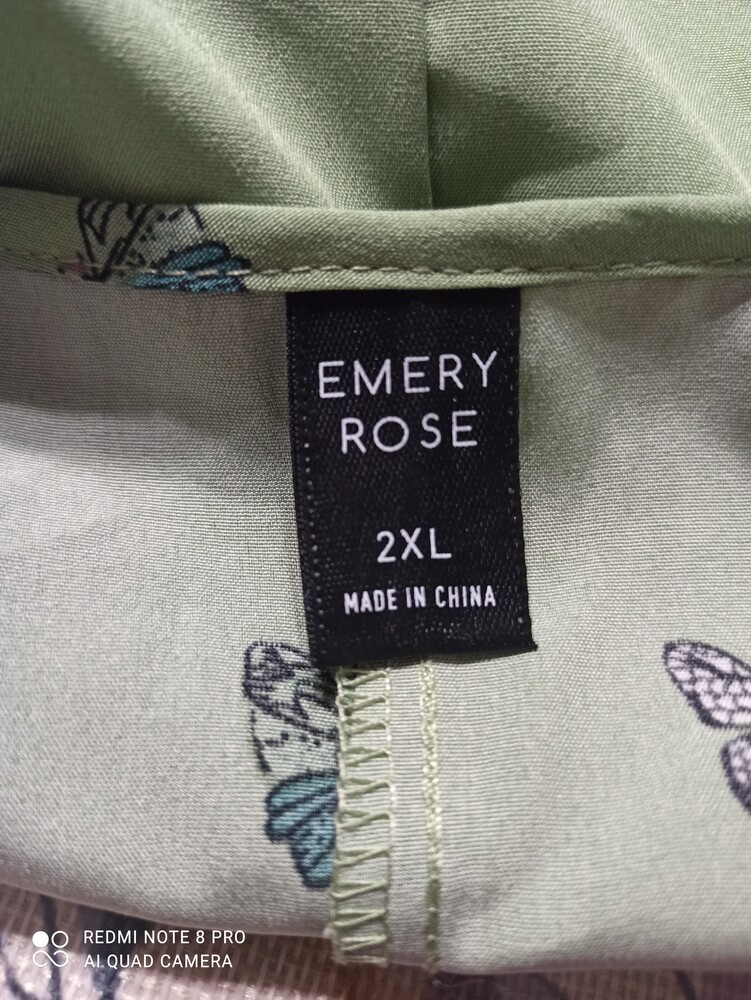 EMERY
ROSE
2XL
MADE IN CHINA
REDMI NOTE 8 PRO
AI QUAD CAMERA